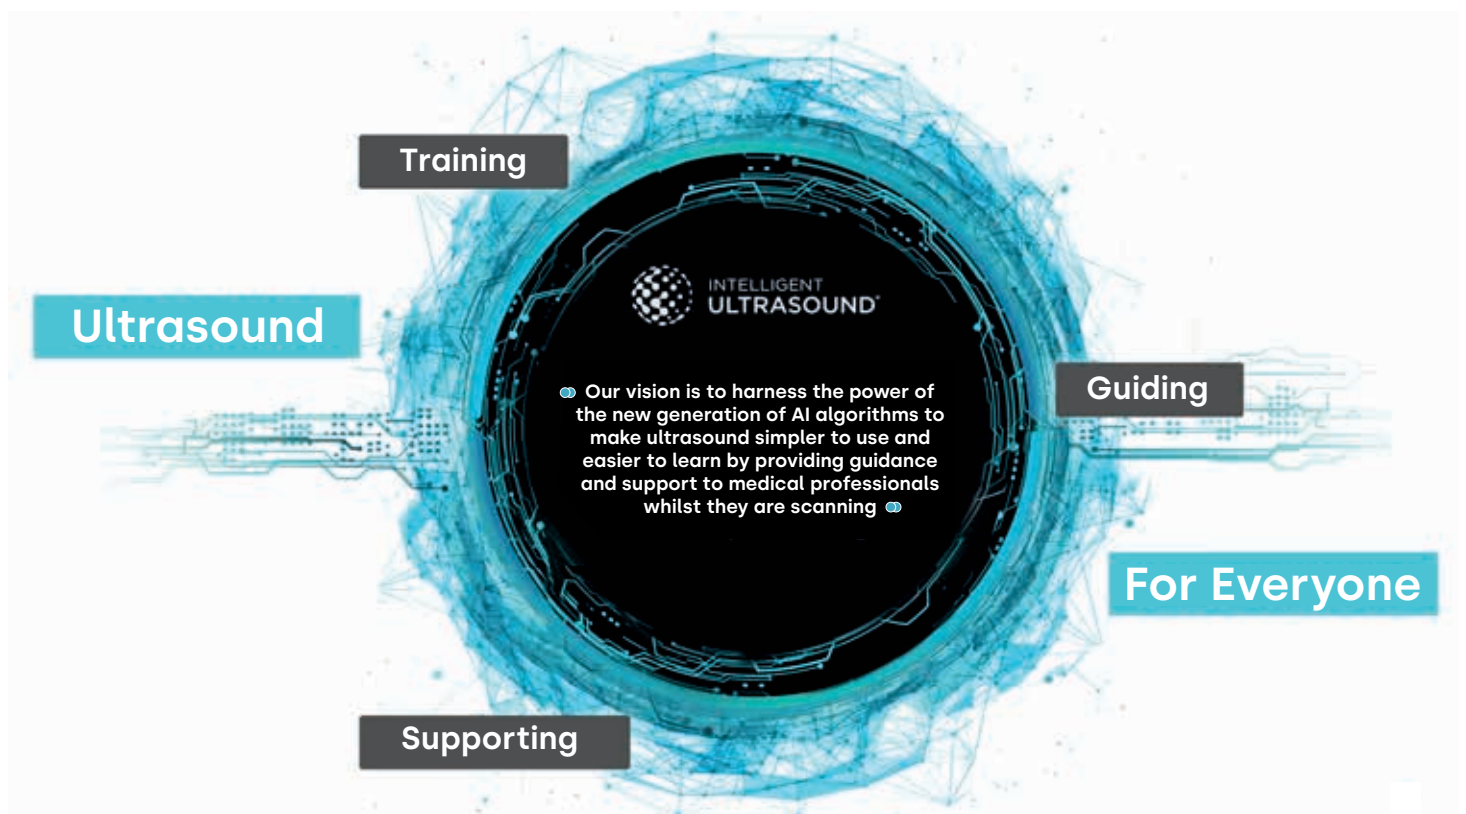 Training
Ultrasound
INTELLIGENT
ULTRASOUND®
Our vision is to harness the power of
the new generation of AI algorithms to
make ultrasound simpler to use and
easier to learn by providing guidance
and support to medical professionals
whilst they are scanning
Guiding
For Everyone
Supporting